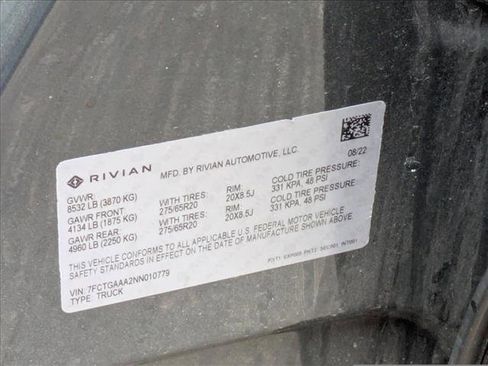 RIVIAN MFD. BY RIVIAN AUTOMOTIVE, LLC. 08/22
GVWR:
8532 LB (3870 KG) WITH TIRES: RIM: COLD TIRE PRESSURE:
GAWR FRONT 275/65R20 20X8.5J 331 KPA, 48 PSI
4134 LB (1875 KG) WITH TIRES: RIM: COLD TIRE PRESSURE:
GAWR REAR: 275/65R20 20X8.5J 331 KPA, 48 PSI
4960 LB (2250 KG)
THIS VEHICLE CONFORMS TO ALL APPLICABLE U.S. FEDERAL MOTOR VEHICLE
SAFETY STANDARDS IN EFFECT ON THE DATE OF MANUFACTURE SHOWN ABOVE.
VIN: 7FCTGAAA2NN010779
TYPE: TRUCK